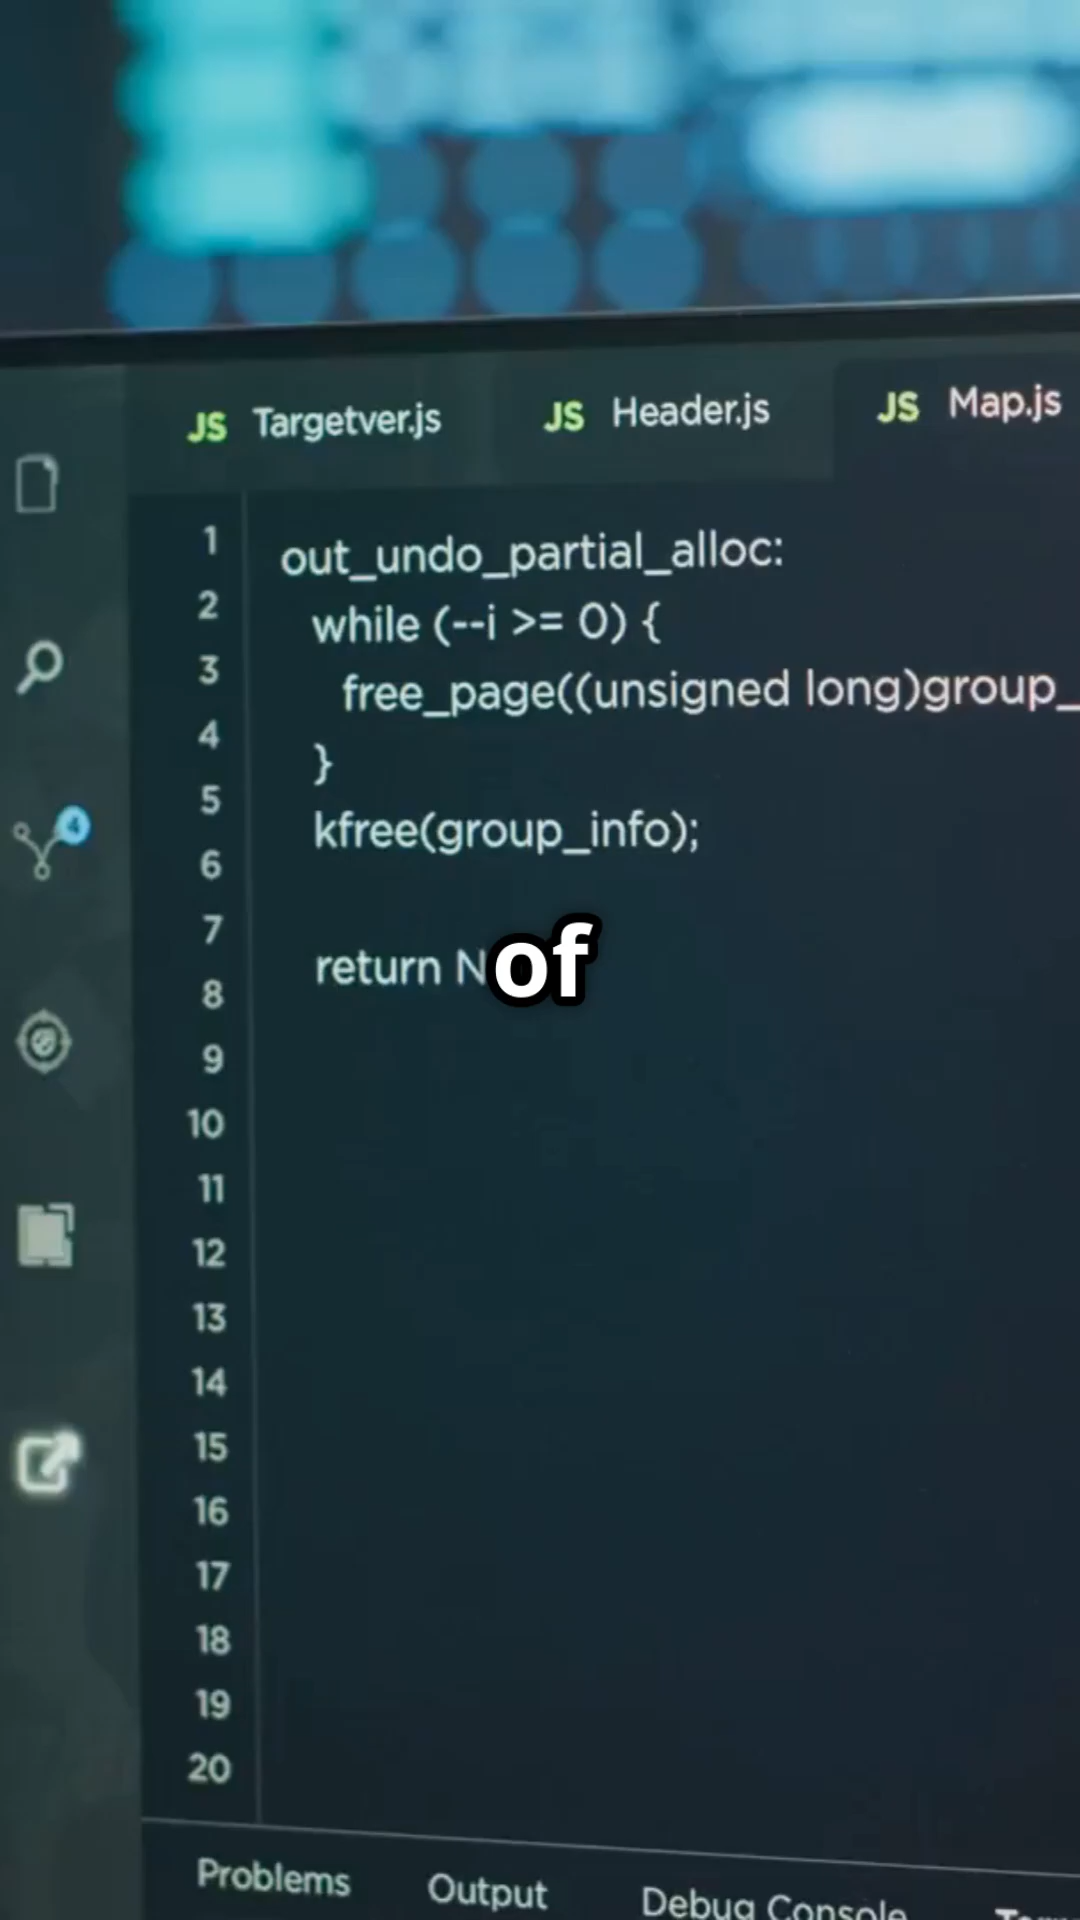 JS Targetver.js JS Header.js JS Map.js
1 out_undo_partial_alloc:
2 while (--i >= 0) {
3 free_page((unsigned long)group_
4 }
5 kfree(group_info);
6
7 return N
of
8
9
10
11
12
13
14
15
16
17
18
19
20
4
Problems Output Debug Console